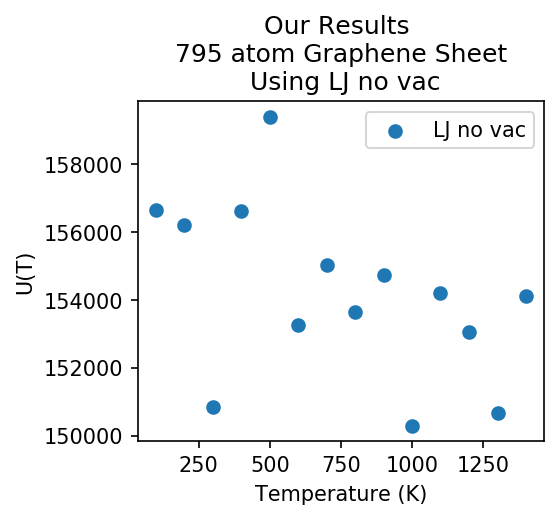 Our Results
795 atom Graphene Sheet
Using LJ no vac
LJ no vac
U(T)
158000
156000
154000
152000
150000
250
500
750
1000
1250
Temperature (K)